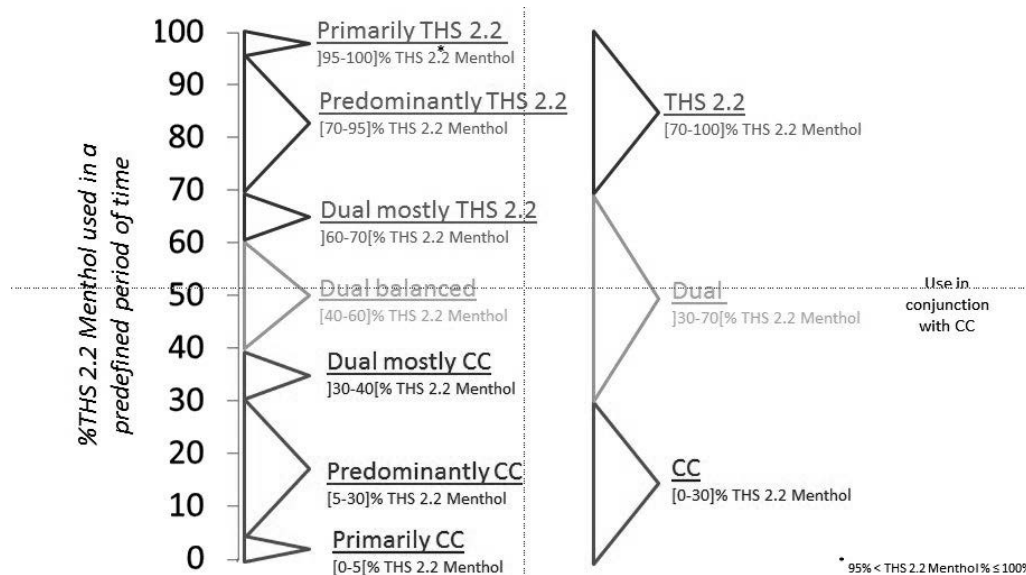 %THS 2.2 Menthol used in a
predefined period of time
100
90
80
70
60
50
40
30
20
10
0
Primarily THS 2.2
]95-100]% THS 2.2 Menthol
*
Predominantly THS 2.2
[70-95]% THS 2.2 Menthol
Dual mostly THS 2.2
]60-70[% THS 2.2 Menthol
Dual balanced
[40-60]% THS 2.2 Menthol
Dual mostly CC
]30-40[% THS 2.2 Menthol
Predominantly CC
[5-30]% THS 2.2 Menthol
Primarily CC
[0-5[% THS 2.2 Menthol
THS 2.2
[70-100]% THS 2.2 Menthol
Dual
]30-70[% THS 2.2 Menthol
CC
[0-30]% THS 2.2 Menthol
Use in
conjunction
with CC
* 95% < THS 2.2 Menthol % ≤ 100%